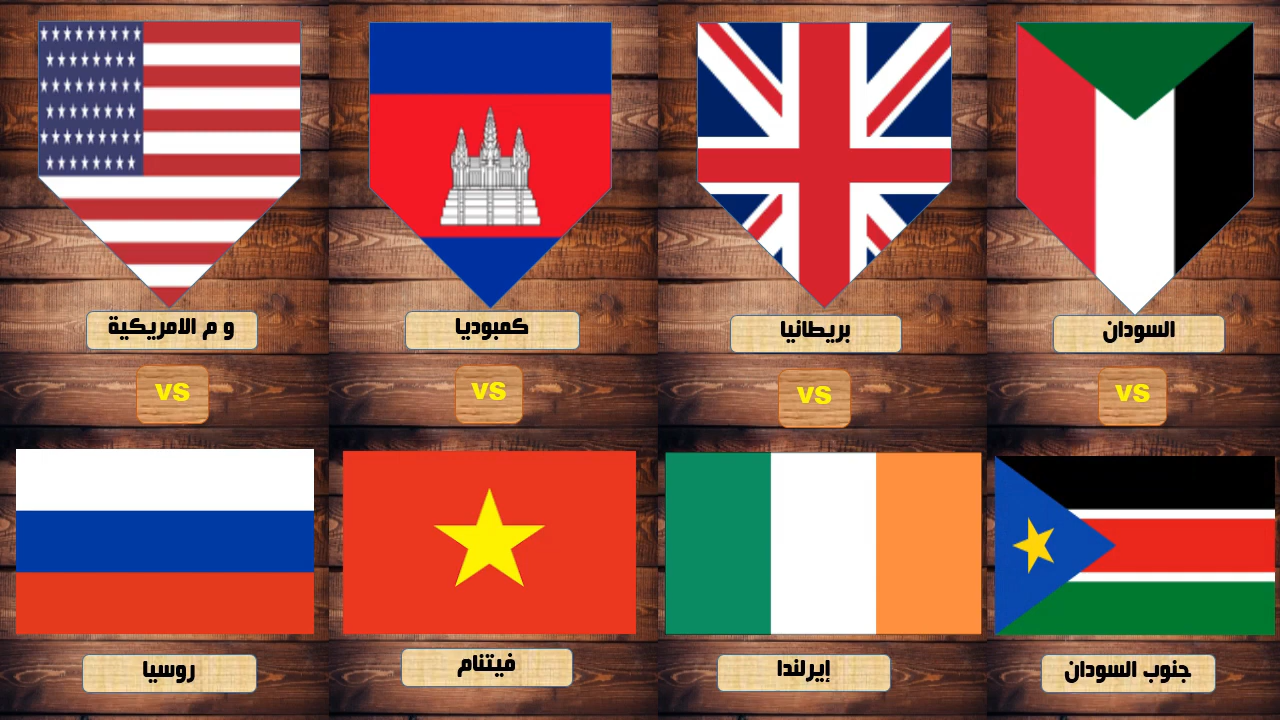 و م الامريكية
كمبوديا
بريطانيا
السودان
vs
vs
vs
vs
روسيا
فيتنام
إيرلندا
جنوب السودان